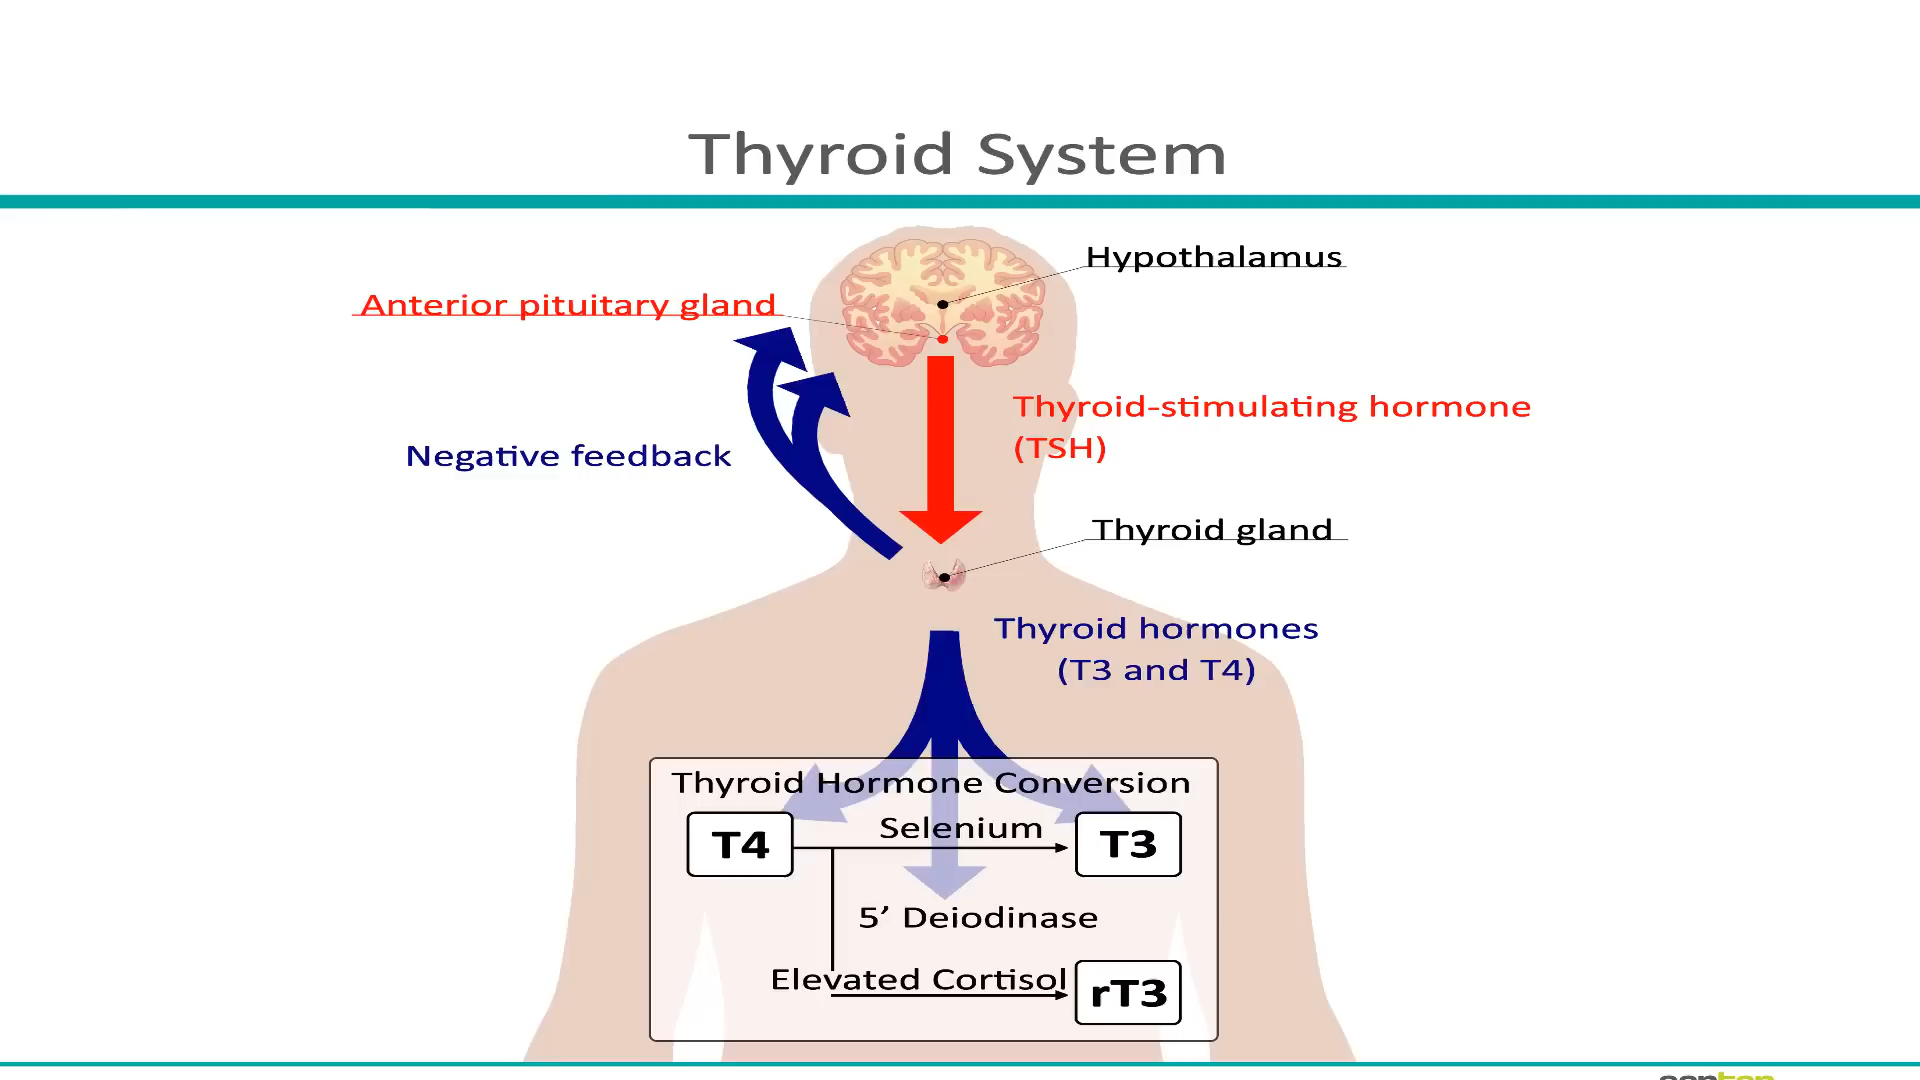 Thyroid System
Hypothalamus
Anterior pituitary gland
Thyroid-stimulating hormone
(TSH)
Negative feedback
Thyroid gland
Thyroid hormones
(T3 and T4)
Thyroid Hormone Conversion
T4
Selenium
T3
5’ Deiodinase
Elevated Cortisol
rT3